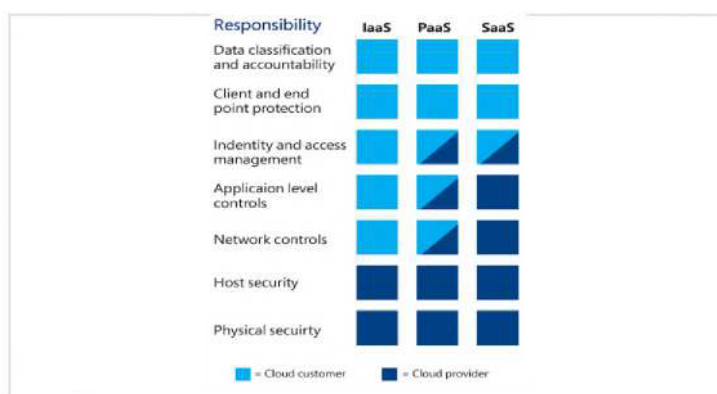 Responsibility IaaS PaaS SaaS
Data classification
and accountability
Client and end
point protection
Indentity and access
management
Applicaion level
controls
Network controls
Host security
Physical secuirty
= Cloud customer = Cloud provider